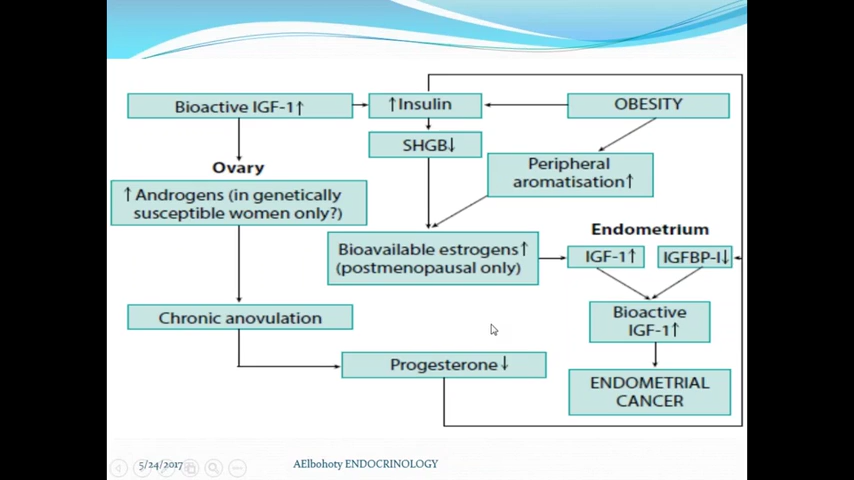 Bioactive IGF-1↑
↑Insulin
OBESITY
SHGB↓
Ovary
Peripheral
aromatisation↑
↑Androgens (in genetically
susceptible women only?)
Endometrium
Bioavailable estrogens↑
(postmenopausal only)
IGF-1↑
IGFBP-I↓
Chronic anovulation
Bioactive
IGF-1↑
Progesterone↓
ENDOMETRIAL
CANCER
5/24/2017
AElbohoty ENDOCRINOLOGY